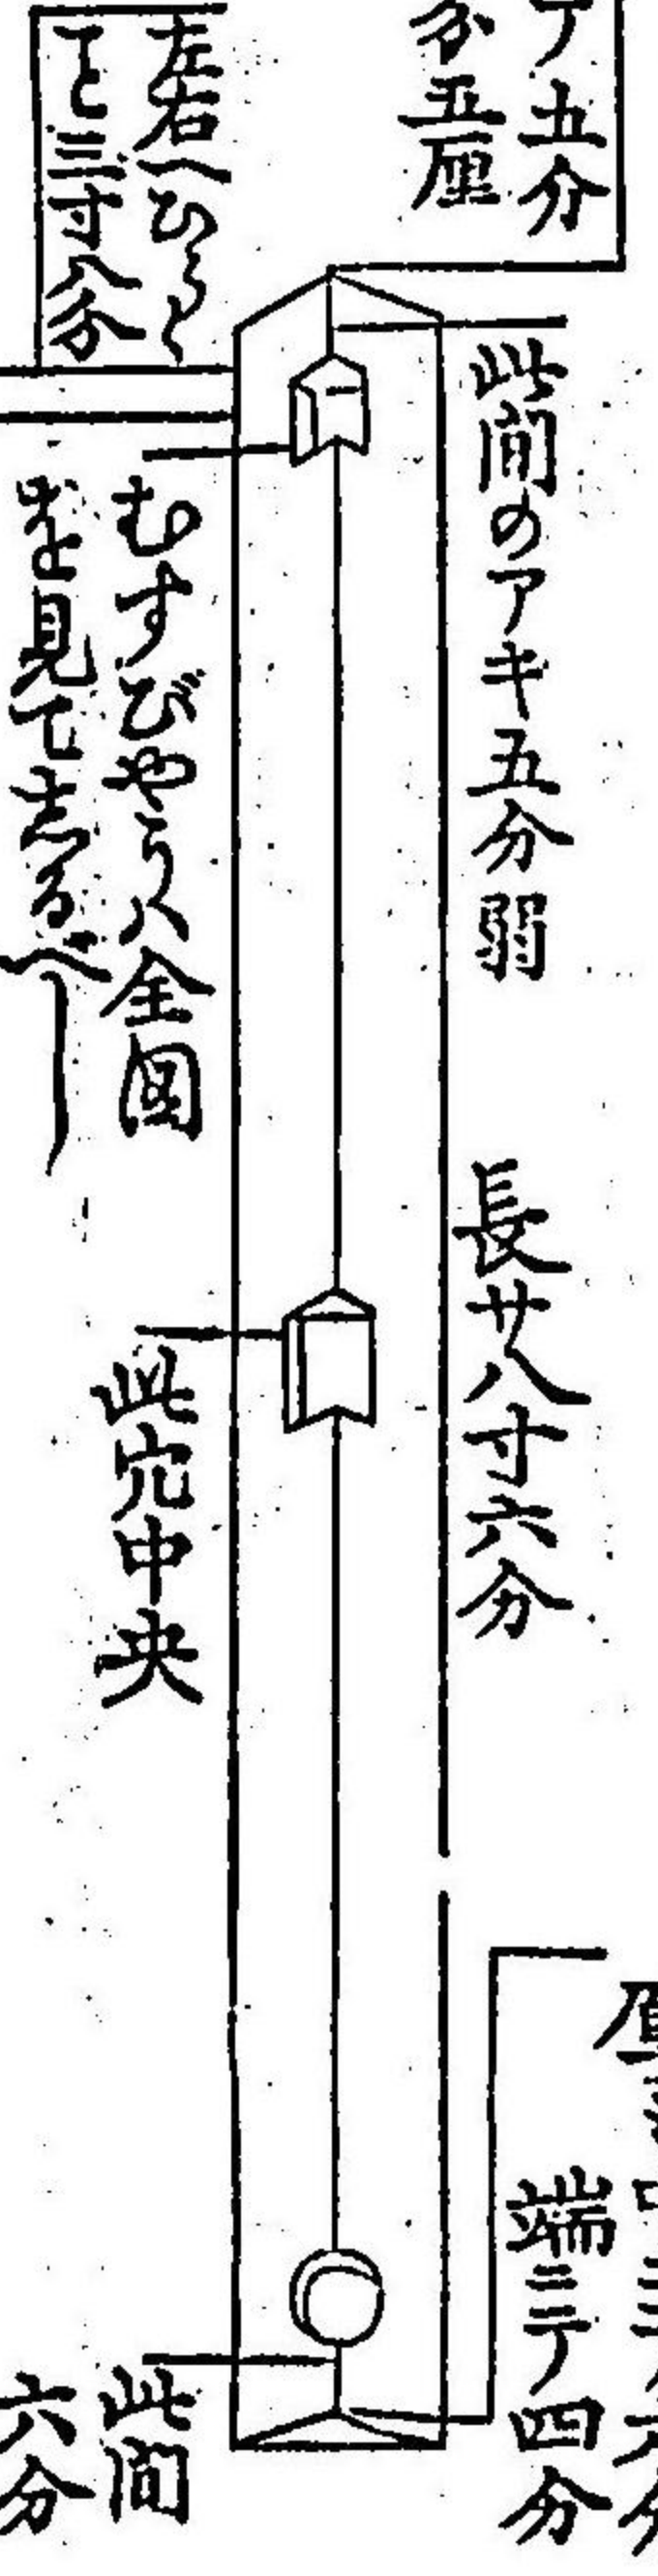 ア五分
分五厘
左右へひらく
こと三寸八分
此間のアキ五分弱
長廿八寸六分
むすびやうハ全図
を見て志るべし
此穴中央
端ニテ四分
此間
六分